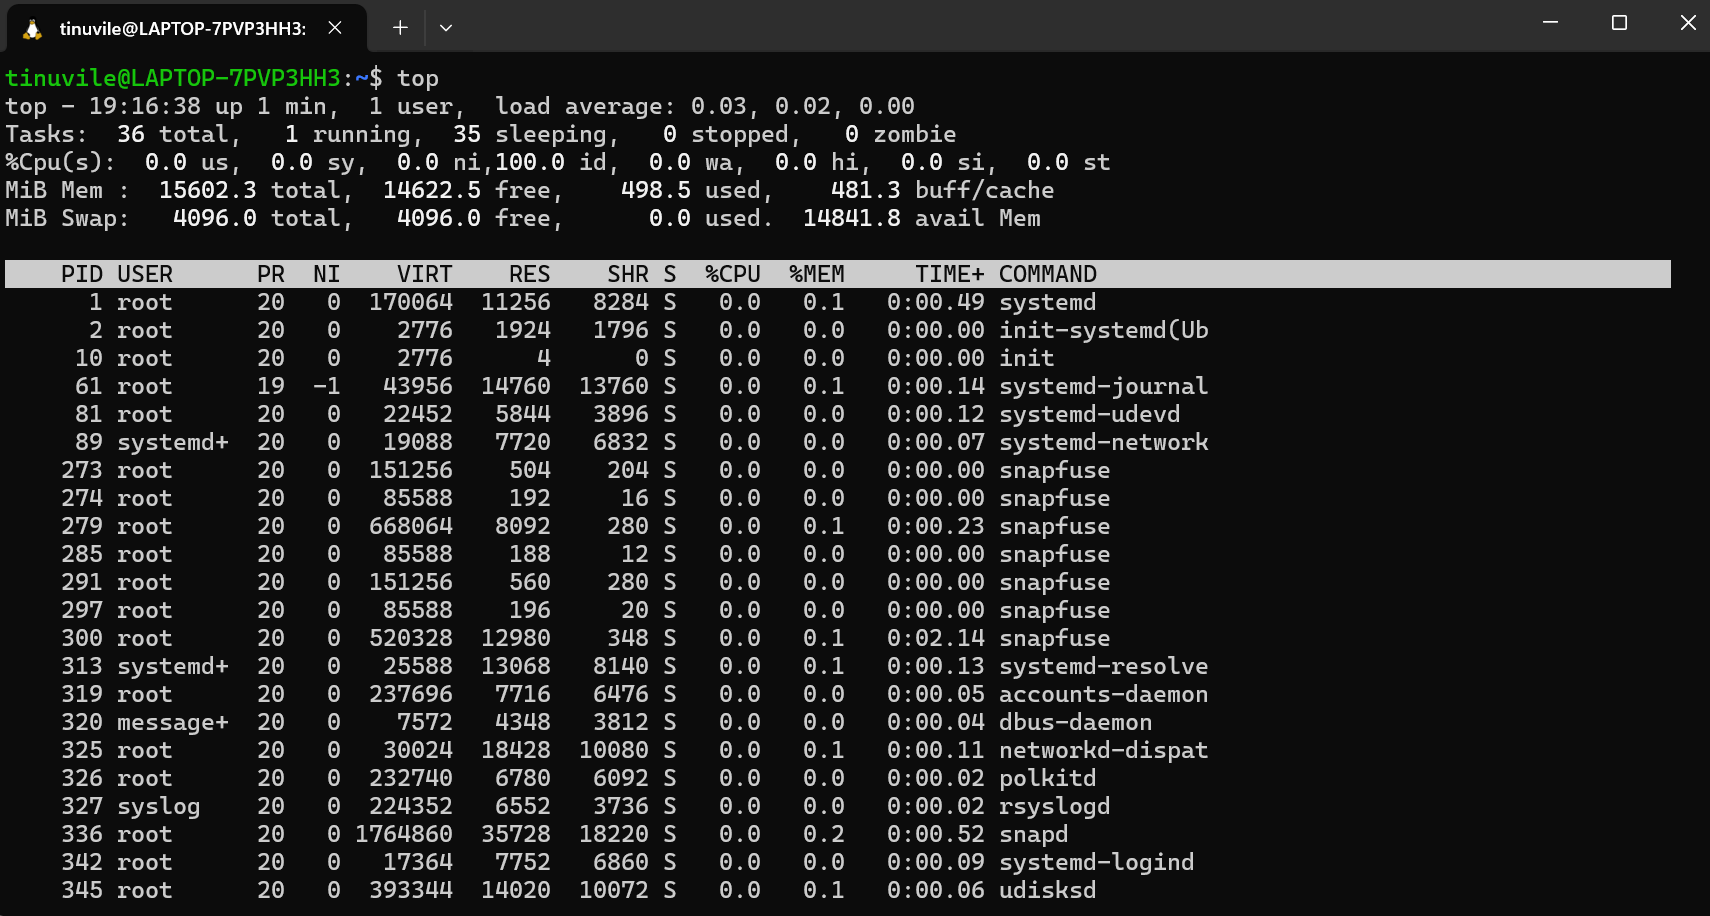 tinuvile@LAPTOP-7PVP3HH3:
tinuvile@LAPTOP-7PVP3HH3:~$ top
top - 19:16:38 up 1 min,  1 user,  load average: 0.03, 0.02, 0.00
Tasks:  36 total,   1 running,  35 sleeping,   0 stopped,   0 zombie
%Cpu(s):  0.0 us,  0.0 sy,  0.0 ni,100.0 id,  0.0 wa,  0.0 hi,  0.0 si,  0.0 st
MiB Mem :  15602.3 total,  14622.5 free,    498.5 used,    481.3 buff/cache
MiB Swap:   4096.0 total,   4096.0 free,      0.0 used.  14841.8 avail Mem
    PID USER      PR  NI    VIRT    RES    SHR S  %CPU  %MEM     TIME+ COMMAND
      1 root      20   0  170064  11256   8284 S   0.0   0.1   0:00.49 systemd
      2 root      20   0    2776   1924   1796 S   0.0   0.0   0:00.00 init-systemd(Ub
     10 root      20   0    2776      4      0 S   0.0   0.0   0:00.00 init
     61 root      19  -1   43956  14760  13760 S   0.0   0.1   0:00.14 systemd-journal
     81 root      20   0   22452   5844   3896 S   0.0   0.0   0:00.12 systemd-udevd
     89 systemd+  20   0   19088   7720   6832 S   0.0   0.0   0:00.07 systemd-network
    273 root      20   0  151256    504    204 S   0.0   0.0   0:00.00 snapfuse
    274 root      20   0   85588    192     16 S   0.0   0.0   0:00.00 snapfuse
    279 root      20   0  668064   8092    280 S   0.0   0.1   0:00.23 snapfuse
    285 root      20   0   85588    188     12 S   0.0   0.0   0:00.00 snapfuse
    291 root      20   0  151256    560    280 S   0.0   0.0   0:00.00 snapfuse
    297 root      20   0   85588    196     20 S   0.0   0.0   0:00.00 snapfuse
    300 root      20   0  520328  12980    348 S   0.0   0.1   0:02.14 snapfuse
    313 systemd+  20   0   25588  13068   8140 S   0.0   0.1   0:00.13 systemd-resolve
    319 root      20   0  237696   7716   6476 S   0.0   0.0   0:00.05 accounts-daemon
    320 message+  20   0    7572   4348   3812 S   0.0   0.0   0:00.04 dbus-daemon
    325 root      20   0   30024  18428  10080 S   0.0   0.1   0:00.11 networkd-dispat
    326 root      20   0  232740   6780   6092 S   0.0   0.0   0:00.02 polkitd
    327 syslog    20   0  224352   6552   3736 S   0.0   0.0   0:00.02 rsyslogd
    336 root      20   0 1764860  35728  18220 S   0.0   0.2   0:00.52 snapd
    342 root      20   0   17364   7752   6860 S   0.0   0.0   0:00.09 systemd-logind
    345 root      20   0  393344  14020  10072 S   0.0   0.1   0:00.06 udisksd